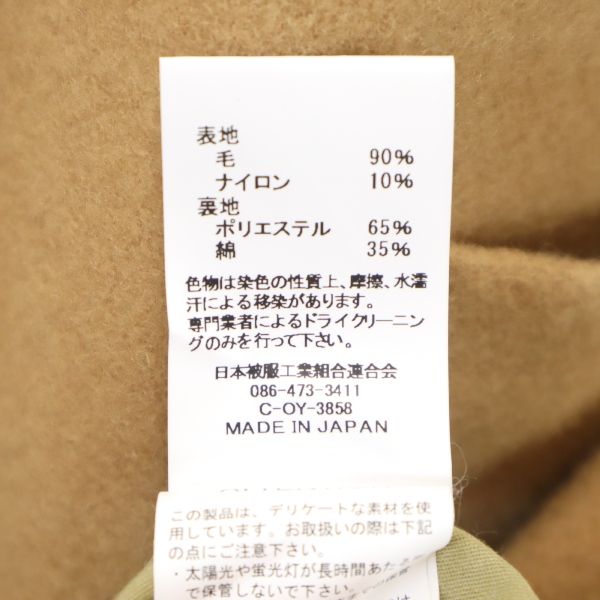 表地
毛 90%
ナイロン 10%
裏地
ポリエステル 65%
綿 35%
色物は染色の性質上、摩擦、水濡
汗による移染があります。
専門業者によるドライクリーニン
グのみを行って下さい。
日本被服工業組合連合会
086-473-3411
C-OY-3858
MADE IN JAPAN
この製品は、デリケートな素材を使
用しています。お取扱いの際は下記
の点にご注意下さい。
・太陽光や蛍光灯が長時間あたる
で保管しないで下さい。